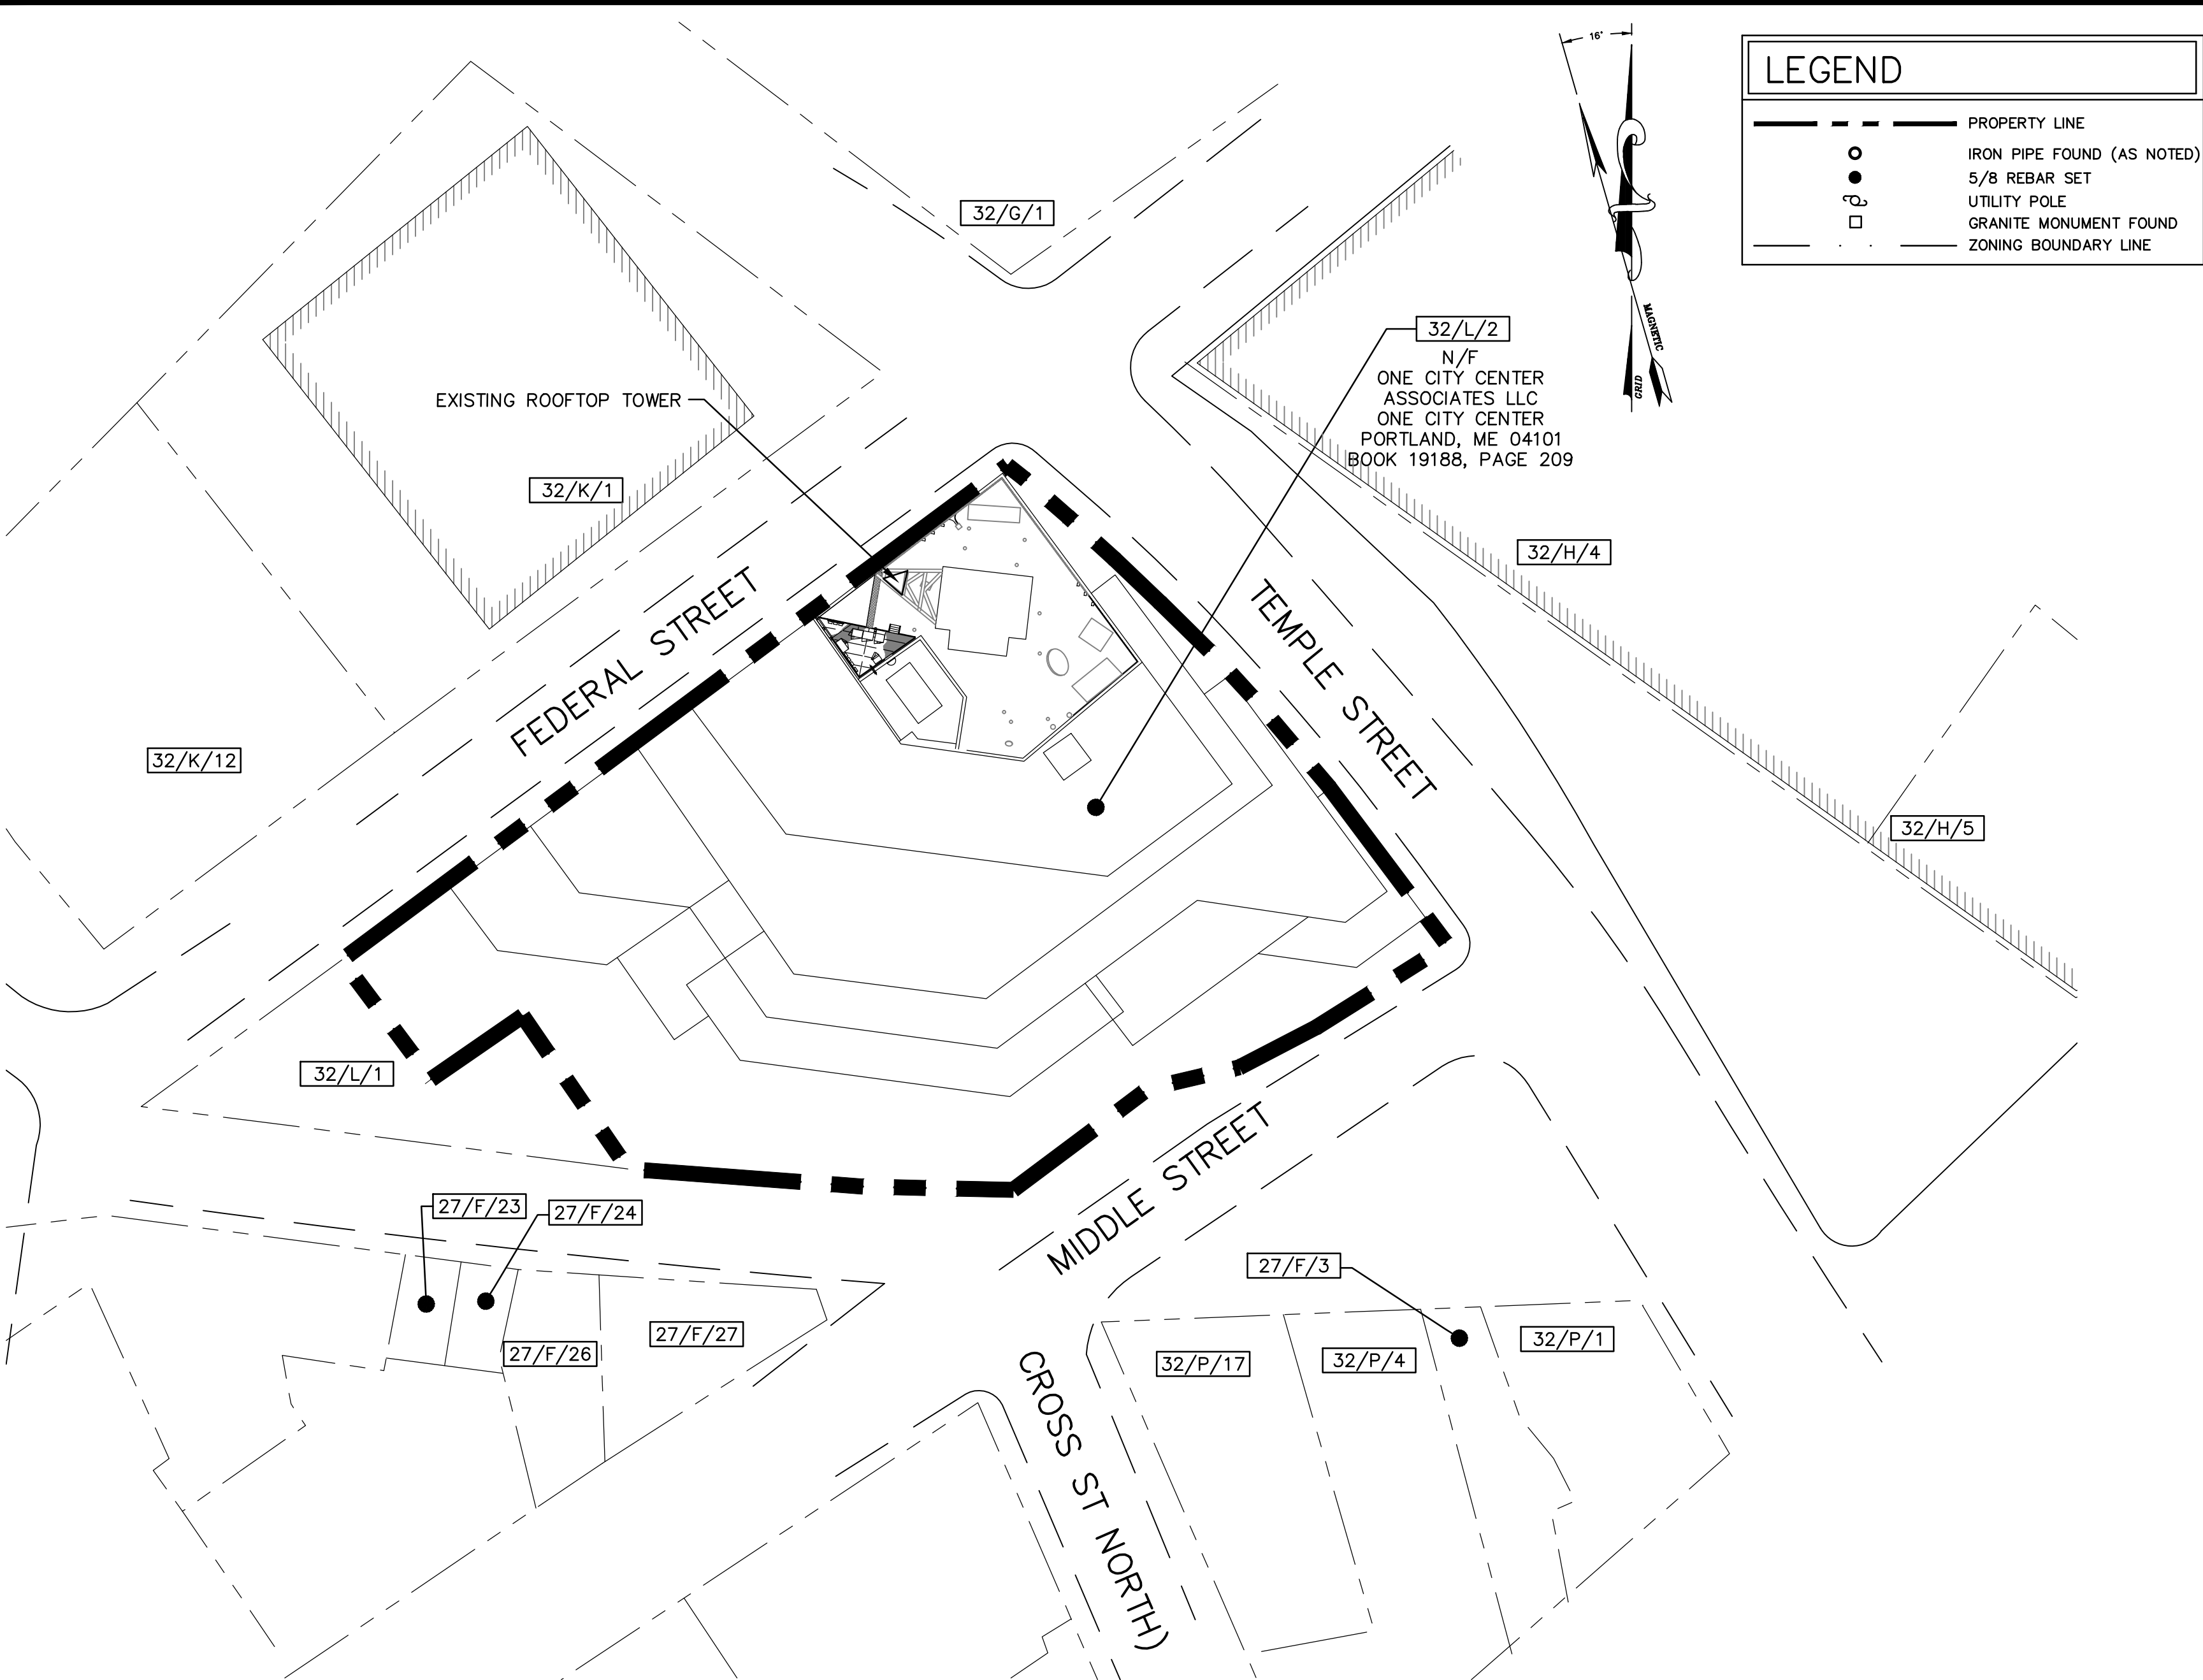 16°
LEGEND
PROPERTY LINE
IRON PIPE FOUND (AS NOTED)
5/8 REBAR SET
UTILITY POLE
GRANITE MONUMENT FOUND
ZONING BOUNDARY LINE
MAGNETIC
GRID
32/G/1
32/L/2
N/F
ONE CITY CENTER
ASSOCIATES LLC
ONE CITY CENTER
PORTLAND, ME 04101
BOOK 19188, PAGE 209
EXISTING ROOFTOP TOWER
32/K/1
32/H/4
FEDERAL STREET
TEMPLE STREET
32/K/12
32/H/5
32/L/1
MIDDLE STREET
27/F/23
27/F/24
27/F/3
27/F/26
27/F/27
32/P/17
32/P/4
32/P/1
CROSS ST NORTH)